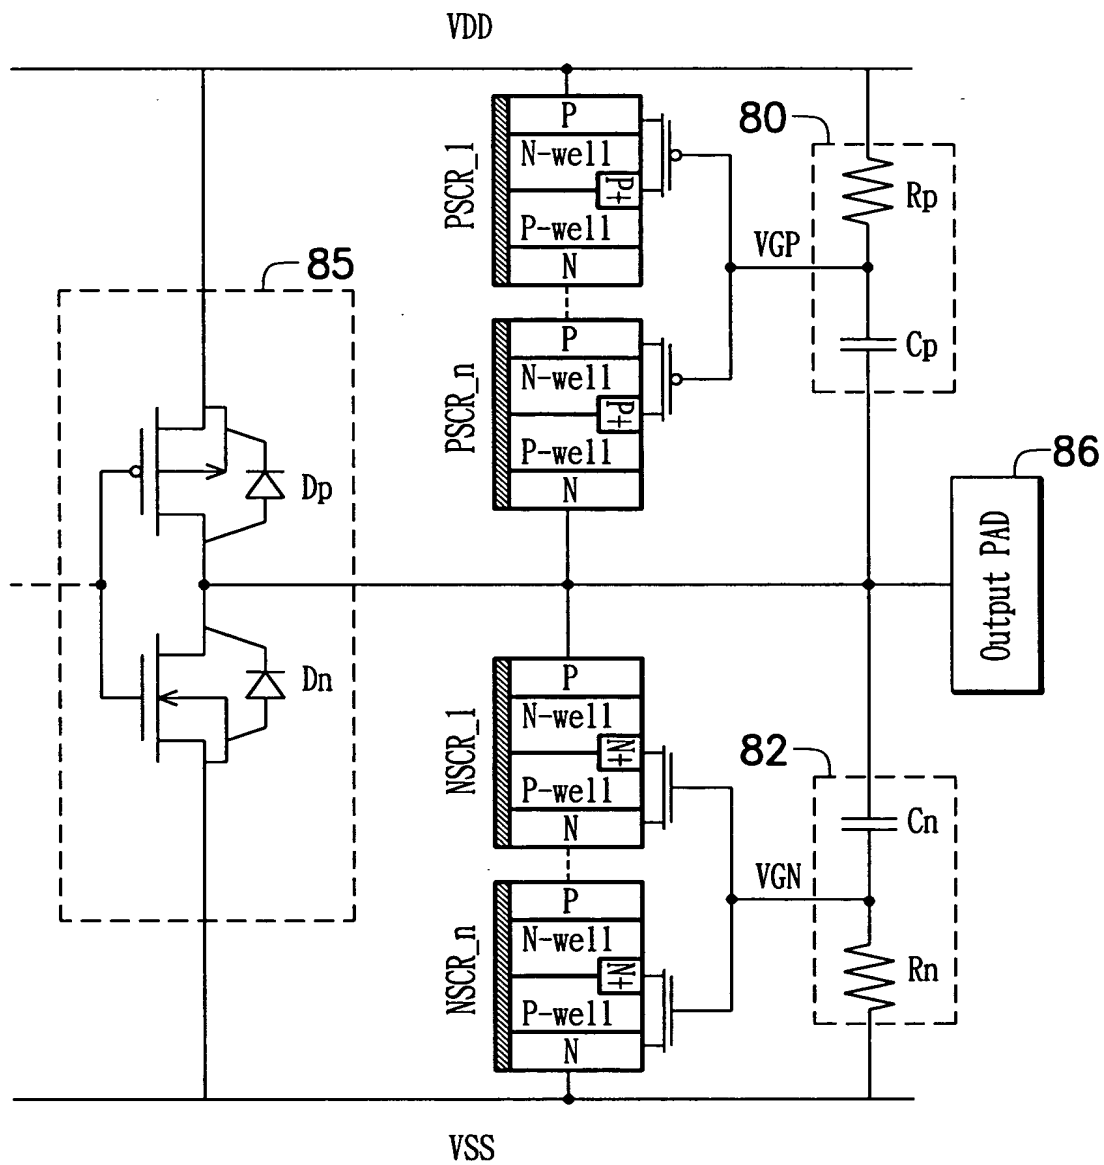 VDD
PSCR_1
P
N-well
P+
P-well
N
80
Rp
VGP
Cp
85
PSCR_n
P
N-well
P+
P-well
N
86
Output PAD
Dp
Dn
NSCR_1
P
N-well
N+
P-well
N
82
Cn
VGN
Rn
NSCR_n
P
N-well
N+
P-well
N
VSS